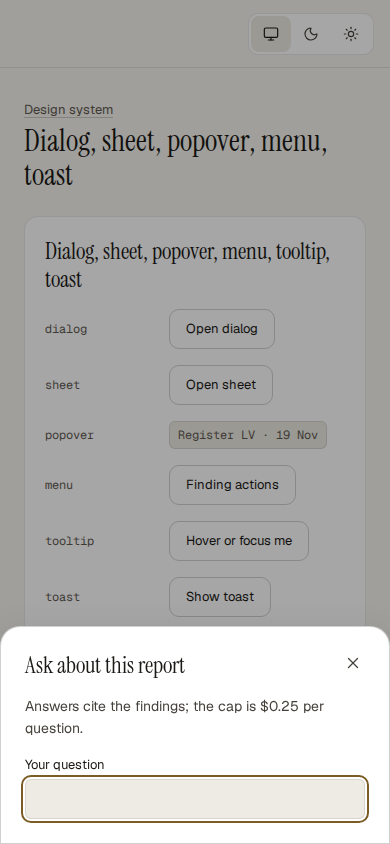 Design system
Dialog, sheet, popover, menu,
toast
Dialog, sheet, popover, menu, tooltip,
toast
dialog
Open dialog
sheet
Open sheet
popover
Register LV · 19 Nov
menu
Finding actions
tooltip
Hover or focus me
toast
Show toast
Ask about this report
Answers cite the findings; the cap is $0.25 per
question.
Your question